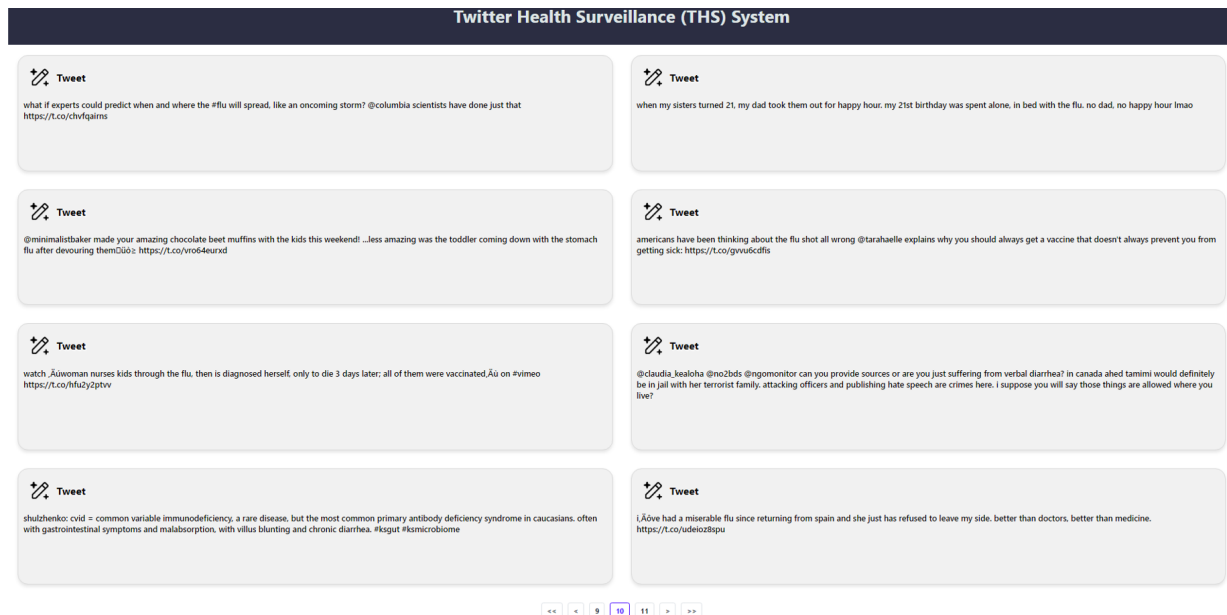 Twitter Health Surveillance (THS) System
Tweet
what if experts could predict when and where the #flu will spread, like an oncoming storm? @columbia scientists have done just that
https://t.co/chvfqairns
Tweet
when my sisters turned 21, my dad took them out for happy hour. my 21st birthday was spent alone, in bed with the flu. no dad, no happy hour lmao
Tweet
@minimalistbaker made your amazing chocolate beet muffins with the kids this weekend! ...less amazing was the toddler coming down with the stomach
flu after devouring them□üò≥ https://t.co/vro64eurxd
Tweet
americans have been thinking about the flu shot all wrong @tarahaelle explains why you should always get a vaccine that doesn't always prevent you from
getting sick: https://t.co/gvvu6cdfis
Tweet
watch ‚Äúwoman nurses kids through the flu, then is diagnosed herself, only to die 3 days later; all of them were vaccinated‚Äù on #vimeo
https://t.co/hfu2y2ptvv
Tweet
@claudia_kealoha @no2bds @ngomonitor can you provide sources or are you just suffering from verbal diarrhea? in canada ahed tamimi would definitely
be in jail with her terrorist family. attacking officers and publishing hate speech are crimes here. i suppose you will say those things are allowed where you
live?
Tweet
shulzhenko: cvid = common variable immunodeficiency, a rare disease, but the most common primary antibody deficiency syndrome in caucasians. often
with gastrointestinal symptoms and malabsorption, with villus blunting and chronic diarrhea. #ksgut #ksmicrobiome
Tweet
i‚Äôve had a miserable flu since returning from spain and she just has refused to leave my side. better than doctors, better than medicine.
https://t.co/udeioz8spu
<< < 9 10 11 > >>